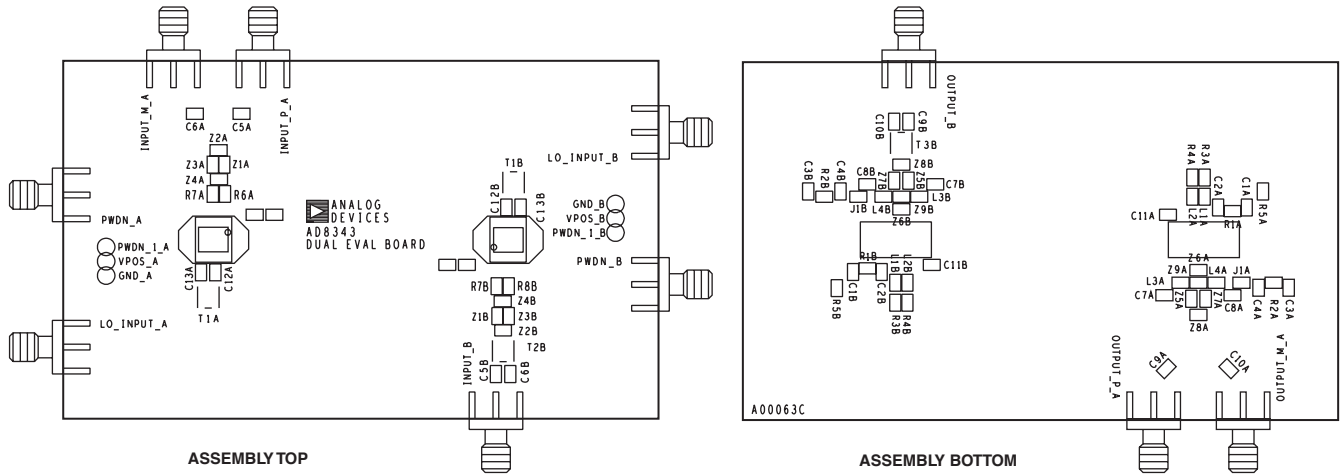 INPUT_M_A
INPUT_P_A
C6A
C5A
Z2A
Z3A
Z1A
Z4A
R7A
R6A
PWDN_A
PWDN_1_A
VPOS_A
GND_A
C13A
C12A
T1A
LO_INPUT_A
ANALOG
DEVICES
AD8343
DUAL EVAL BOARD
LO_INPUT_B
T1B
C12B
C13B
GND_B
VPOS_B
PWDN_1_B
PWDN_B
R7B
R8B
Z4B
Z1B
Z3B
Z2B
T2B
INPUT_B
C5B
C6B
ASSEMBLY TOP
OUTPUT_B
C10B
C9B
T3B
Z8B
C3B
R2B
C4B
C8B
Z7B
Z5B
C7B
J1B
L4B
L3B
Z9B
Z6B
R1B
L1B
L2B
C11B
C1B
C2B
R5B
R3B
R4B
R4A
R3A
C2A
C1A
R5A
C11A
L2A
L1A
R1A
Z6A
Z9A
L3A
L4A
J1A
C7A
Z5A
Z7A
C8A
C4A
R2A
C3A
Z8A
OUTPUT_P_A
C9A
C10A
OUTPUT_M_A
A00063C
ASSEMBLY BOTTOM